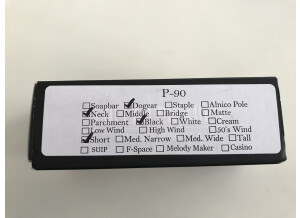 P-90
Soapbar Dogear Staple Alnico Pole
Neck Middle Bridge Matte
Parchment Black White Cream
Low Wind High Wind 50's Wind
Short Med. Narrow Med. Wide Tall
SUIP F-Space Melody Maker Casino